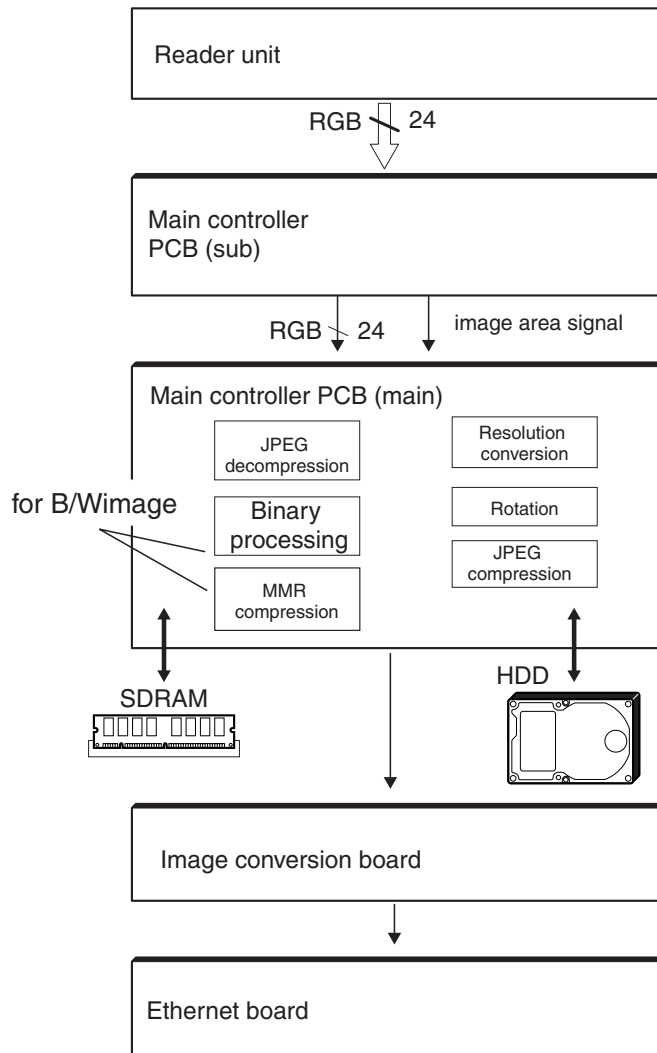 Reader unit
RGB 24
Main controller
PCB (sub)
RGB 24
image area signal
Main controller PCB (main)
JPEG
decompression
Resolution
conversion
for B/Wimage
Binary
processing
Rotation
JPEG
compression
MMR
compression
SDRAM
HDD
Image conversion board
Ethernet board